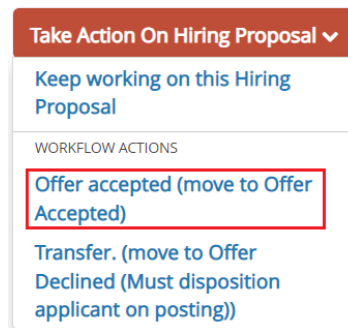 Take Action On Hiring Proposal
Keep working on this Hiring
Proposal
WORKFLOW ACTIONS
Offer accepted (move to Offer
Accepted)
Transfer. (move to Offer
Declined (Must disposition
applicant on posting))